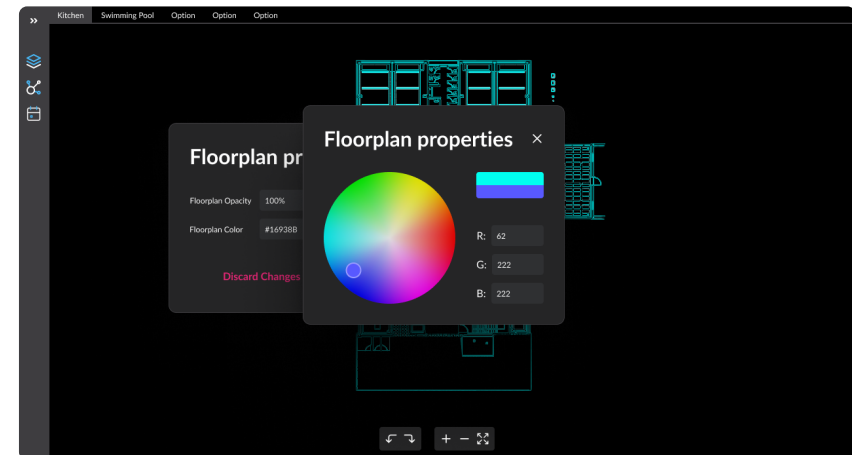 Kitchen Swimming Pool Option Option Option
Floorplan pr
Floorplan Opacity 100%
Floorplan Color #16938B
Discard Changes
Floorplan properties
R: 62
G: 222
B: 222